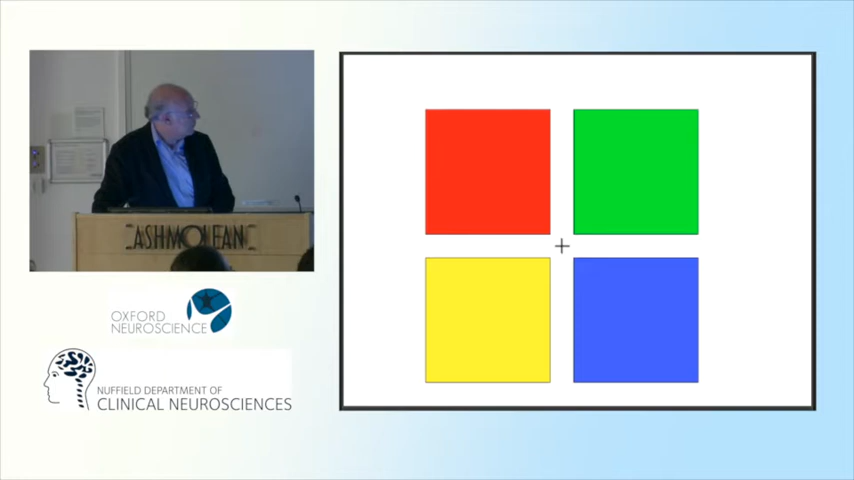 ASHMOLEAN
OXFORD
NEUROSCIENCE
NUFFIELD DEPARTMENT OF
CLINICAL NEUROSCIENCES